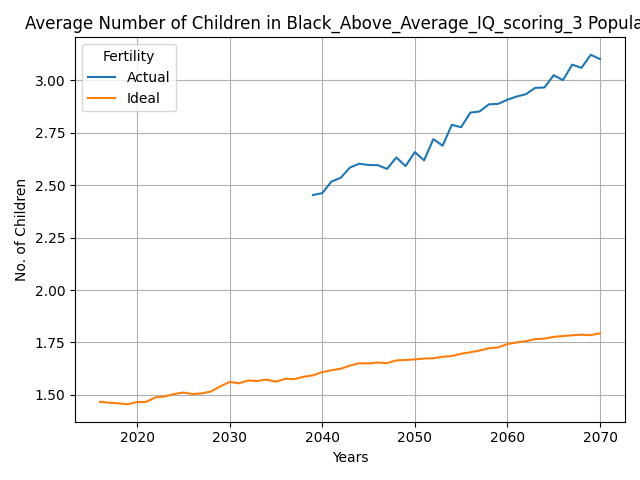 Average Number of Children in Black_Above_Average_IQ_scoring_3 Popula
Fertility
Actual
Ideal
3.00
2.75
2.50
2.25
2.00
1.75
1.50
No. of Children
2020 2030 2040 2050 2060 2070
Years